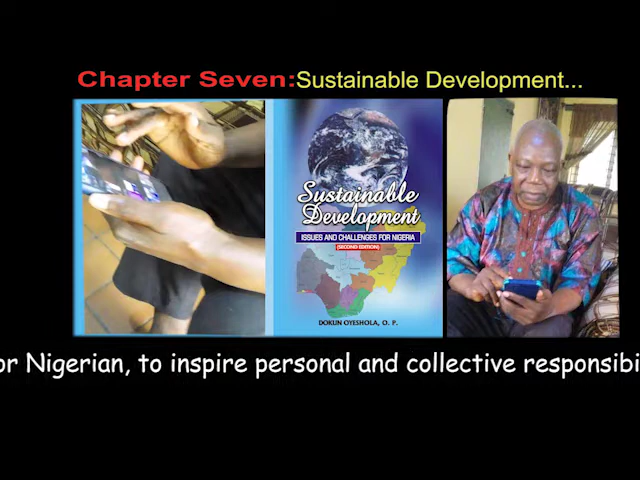 Chapter Seven:Sustainable Development...
Sustainable
Development
ISSUES AND CHALLENGES FOR NIGERIA
(SECOND EDITION)
DOKUN OYESHOLA, O. P.
or Nigerian, to inspire personal and collective responsibi